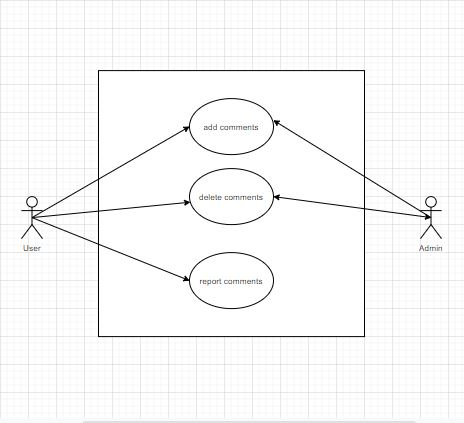 add comments
delete comments
User
Admin
report comments